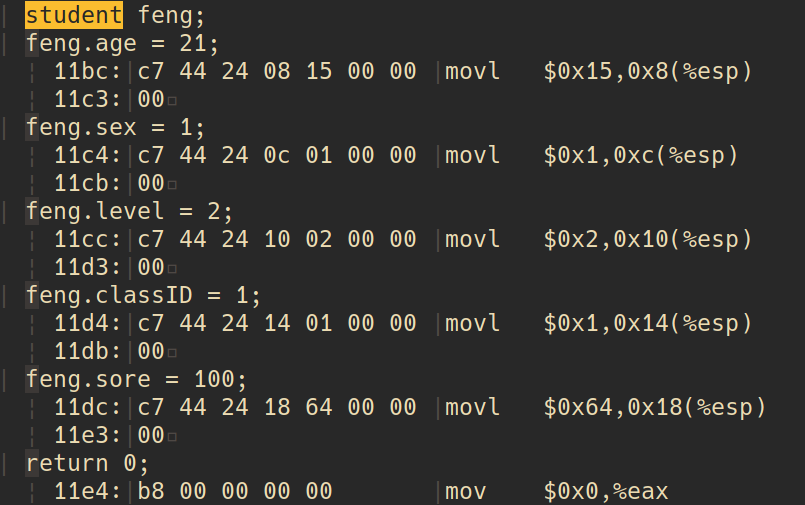 student feng;
feng.age = 21;
11bc: c7 44 24 08 15 00 00 movl $0x15,0x8(%esp)
11c3: 00
feng.sex = 1;
11c4: c7 44 24 0c 01 00 00 movl $0x1,0xc(%esp)
11cb: 00
feng.level = 2;
11cc: c7 44 24 10 02 00 00 movl $0x2,0x10(%esp)
11d3: 00
feng.classID = 1;
11d4: c7 44 24 14 01 00 00 movl $0x1,0x14(%esp)
11db: 00
feng.sore = 100;
11dc: c7 44 24 18 64 00 00 movl $0x64,0x18(%esp)
11e3: 00
return 0;
11e4: b8 00 00 00 00 mov $0x0,%eax